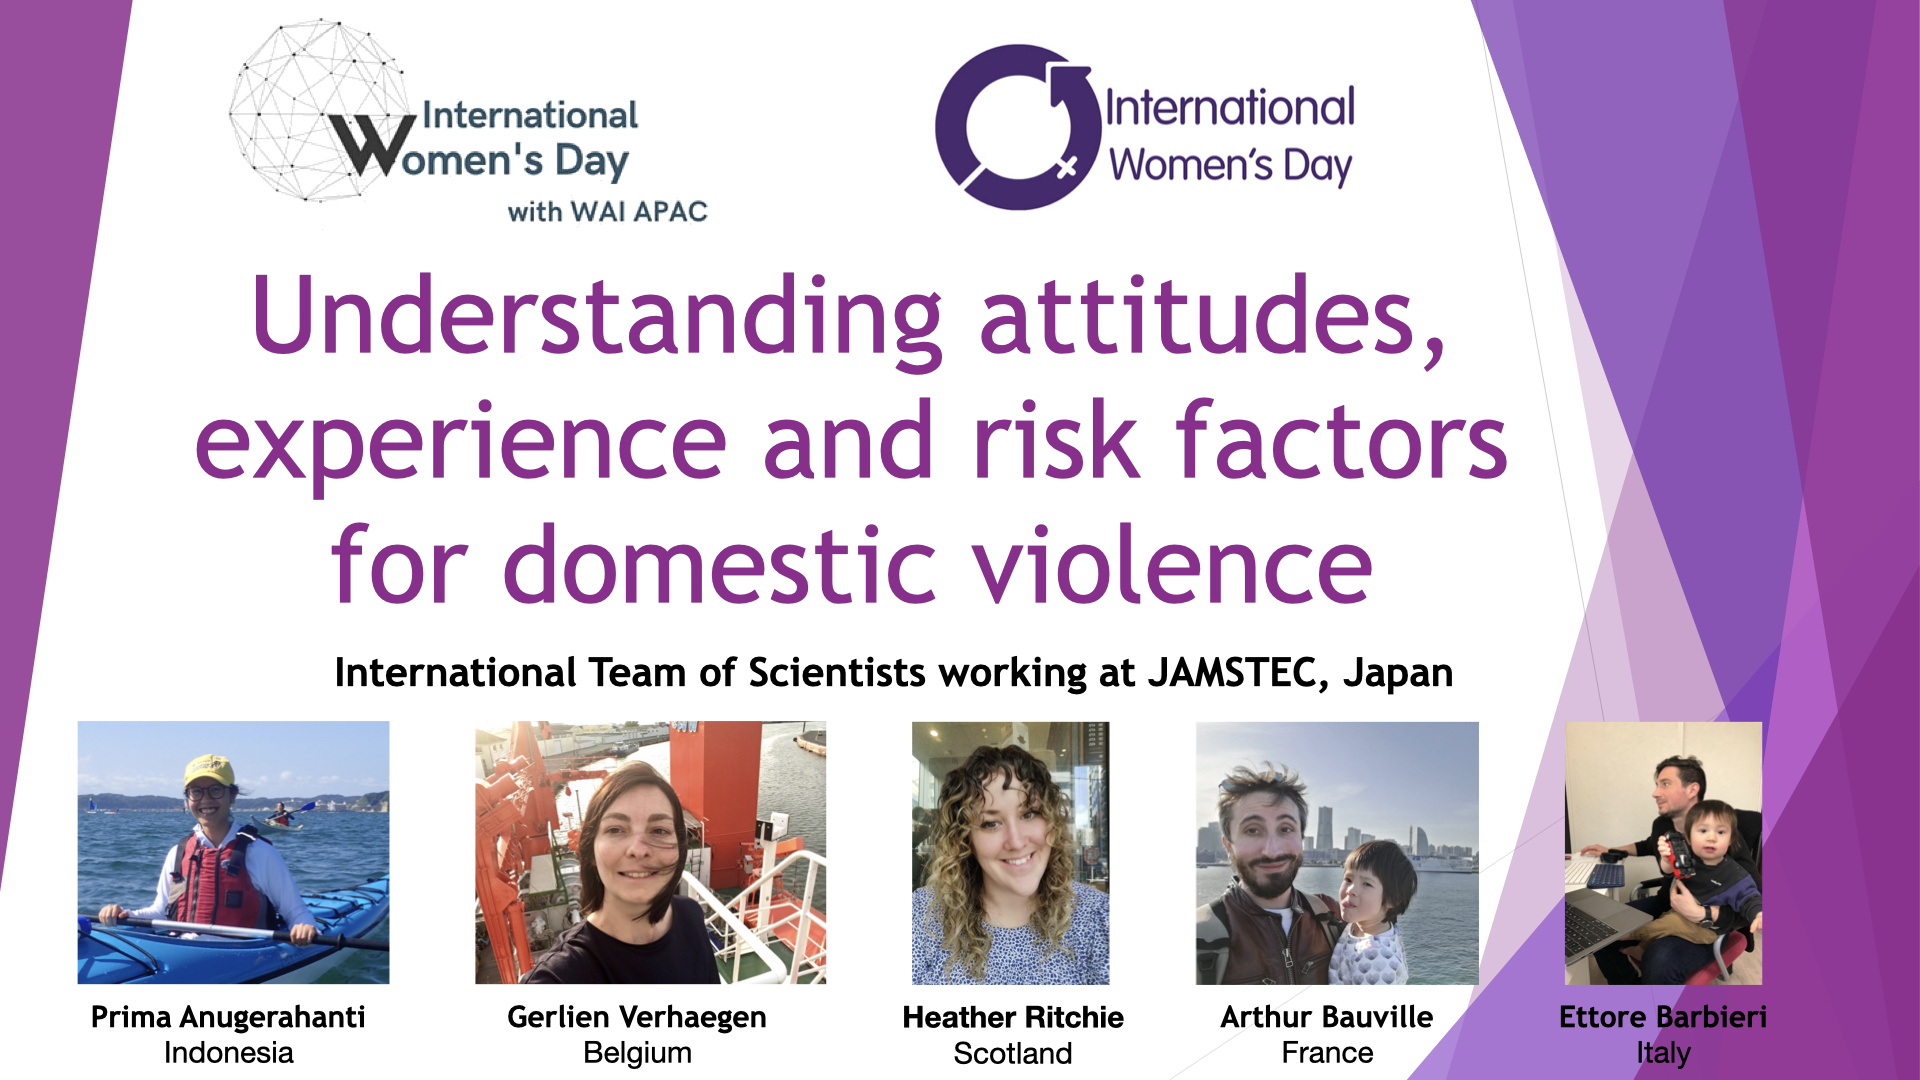 International
Women's Day
with WAI APAC
International
Women's Day
Understanding attitudes,
experience and risk factors
for domestic violence
International Team of Scientists working at JAMSTEC, Japan
Prima Anugerahanti
Indonesia
Gerlien Verhaegen
Belgium
Heather Ritchie
Scotland
Arthur Bauville
France
Ettore Barbieri
Italy